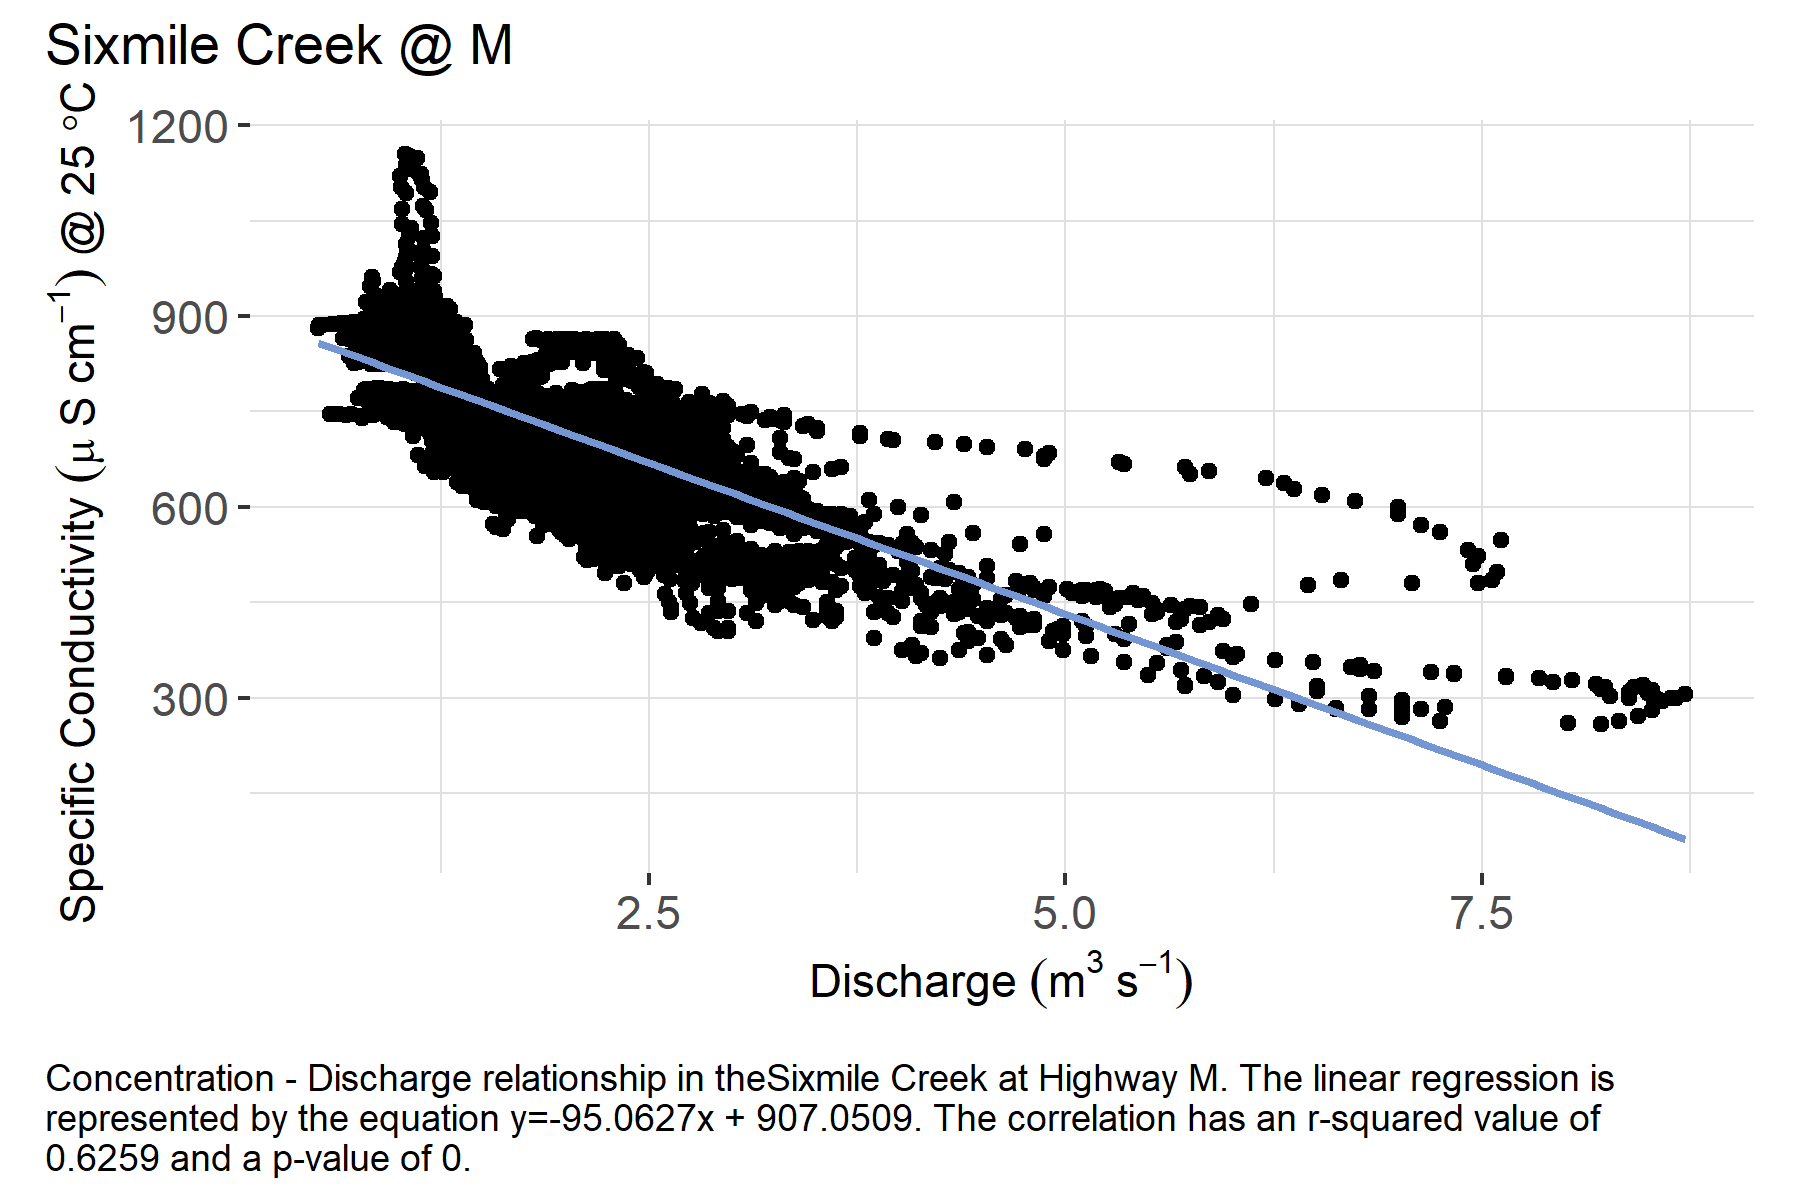 Sixmile Creek @ M
Specific Conductivity (μ S cm⁻¹) @ 25 °C
1200
900
600
300
2.5 5.0 7.5
Discharge (m³ s⁻¹)
Concentration - Discharge relationship in theSixmile Creek at Highway M. The linear regression is
represented by the equation y=-95.0627x + 907.0509. The correlation has an r-squared value of
0.6259 and a p-value of 0.